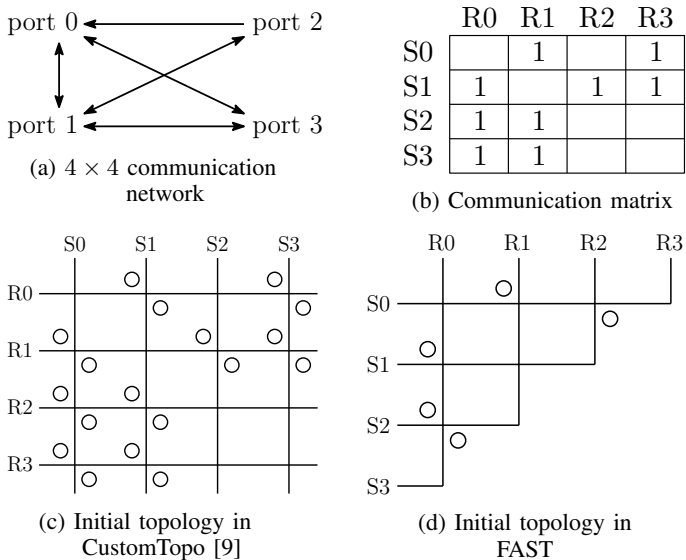 port 0 port 2
port 1 port 3
(a) 4 × 4 communication
network
R0 R1 R2 R3
S0 1 1
S1 1 1 1
S2 1 1
S3 1 1
(b) Communication matrix
S0 S1 S2 S3
R0
R1
R2
R3
(c) Initial topology in
CustomTopo [9]
R0 R1 R2 R3
S0
S1
S2
S3
(d) Initial topology in
FAST